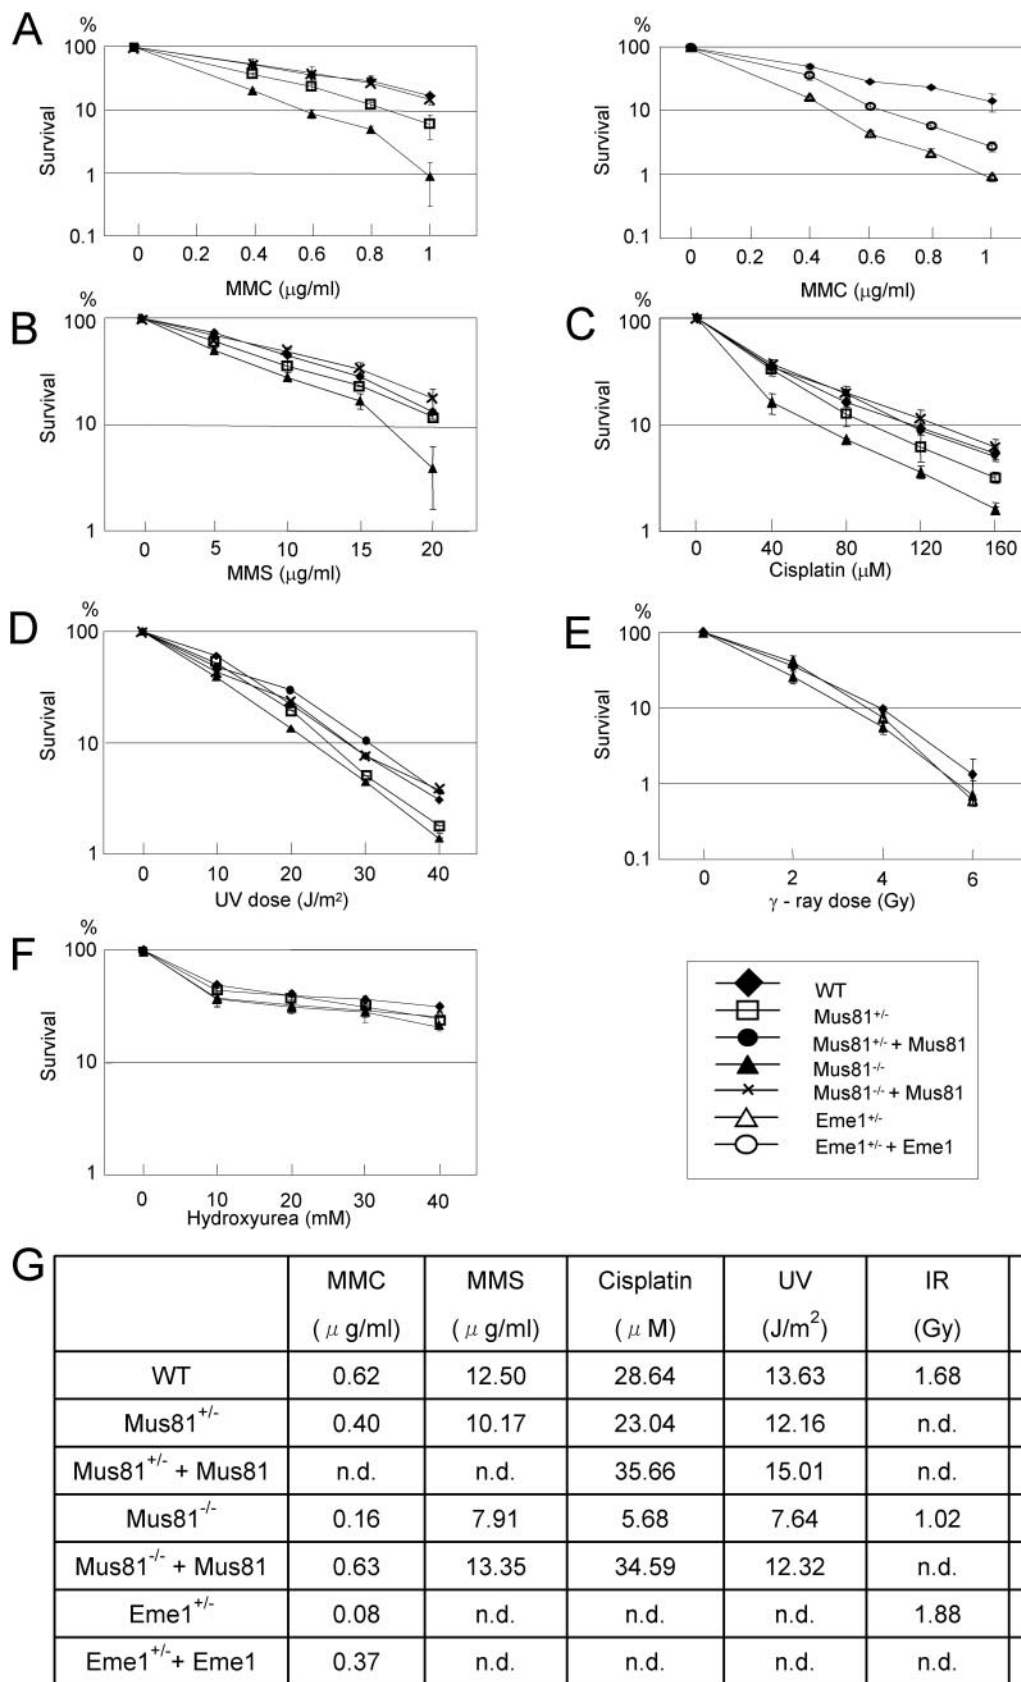 A
%
100
10
1
0.1
Survival
0 0.2 0.4 0.6 0.8 1
MMC (μg/ml)
%
100
10
1
0.1
Survival
0 0.2 0.4 0.6 0.8 1
MMC (μg/ml)
B
%
100
10
1
Survival
0 5 10 15 20
MMS (μg/ml)
C
%
100
10
1
Survival
0 40 80 120 160
Cisplatin (μM)
D
%
100
10
1
Survival
0 10 20 30 40
UV dose (J/m²)
E
%
100
10
1
0.1
Survival
0 2 4 6
γ - ray dose (Gy)
F
%
100
10
1
Survival
0 10 20 30 40
Hydroxyurea (mM)
WT
Mus81+/-
Mus81+/- + Mus81
Mus81-/-
Mus81-/- + Mus81
Eme1+/-
Eme1+/- + Eme1
G
MMC MMS Cisplatin UV IR
( μ g/ml) ( μ g/ml) ( μ M) (J/m²) (Gy)
WT 0.62 12.50 28.64 13.63 1.68
Mus81+/- 0.40 10.17 23.04 12.16 n.d.
Mus81+/- + Mus81 n.d. n.d. 35.66 15.01 n.d.
Mus81-/- 0.16 7.91 5.68 7.64 1.02
Mus81-/- + Mus81 0.63 13.35 34.59 12.32 n.d.
Eme1+/- 0.08 n.d. n.d. n.d. 1.88
Eme1+/- + Eme1 0.37 n.d. n.d. n.d. n.d.